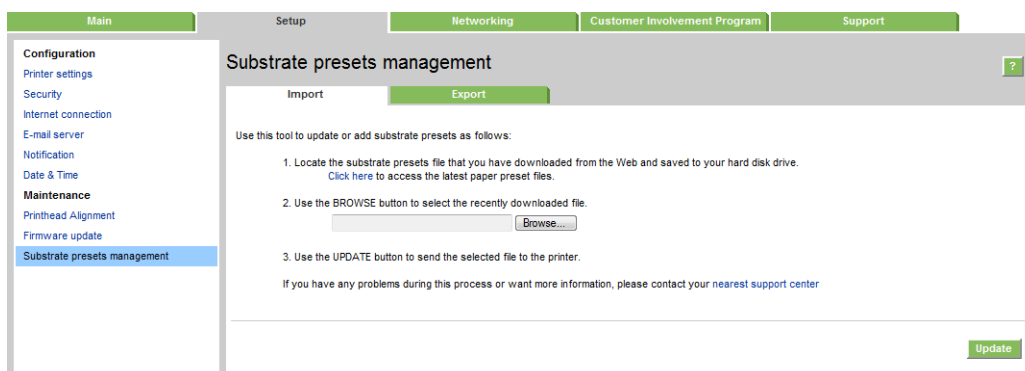 Main Setup Networking Customer Involvement Program Support
Configuration
Printer settings
Security
Internet connection
E-mail server
Notification
Date & Time
Maintenance
Printhead Alignment
Firmware update
Substrate presets management
Substrate presets management
?
Import Export
Use this tool to update or add substrate presets as follows:
1. Locate the substrate presets file that you have downloaded from the Web and saved to your hard disk drive.
Click here to access the latest paper preset files.
2. Use the BROWSE button to select the recently downloaded file.
Browse...
3. Use the UPDATE button to send the selected file to the printer.
If you have any problems during this process or want more information, please contact your nearest support center
Update